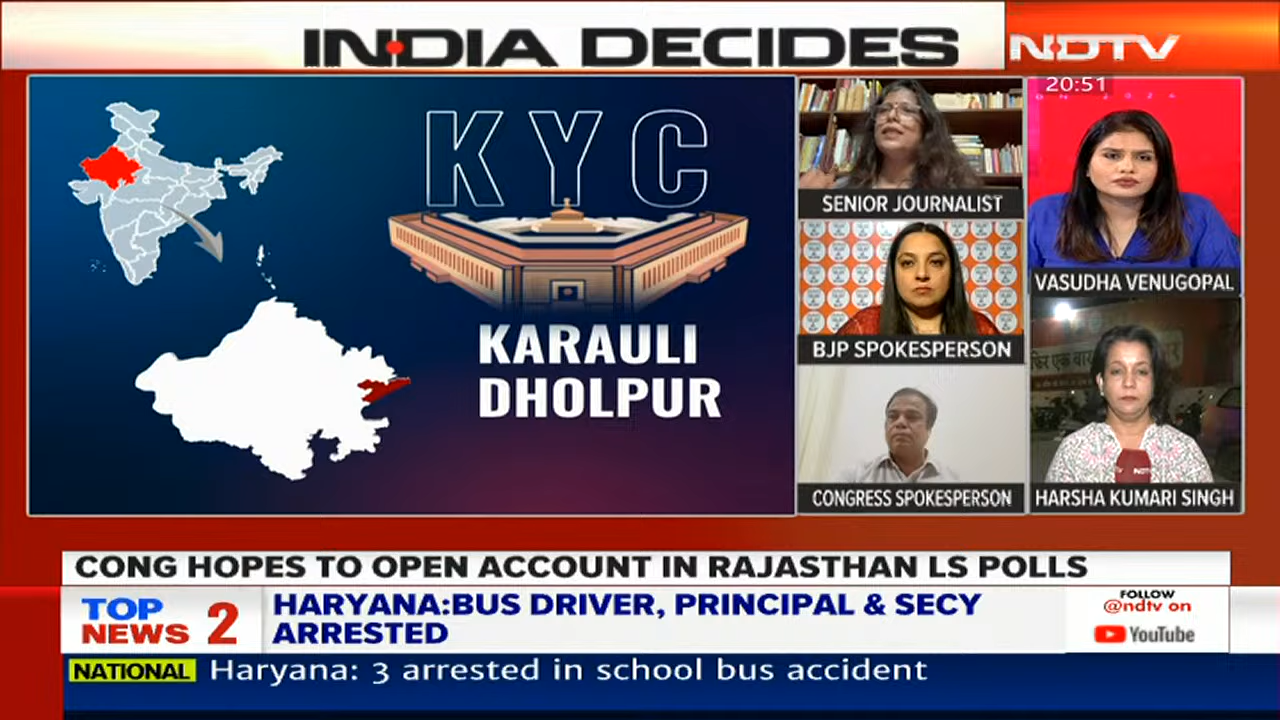 INDIA DECIDES
NDTV
20:51
KYC
KARAULI
DHOLPUR
SENIOR JOURNALIST
BJP SPOKESPERSON
CONGRESS SPOKESPERSON
VASUDHA VENUGOPAL
HARSHA KUMARI SINGH
CONG HOPES TO OPEN ACCOUNT IN RAJASTHAN LS POLLS
TOP
NEWS 2
HARYANA:BUS DRIVER, PRINCIPAL & SECY
ARRESTED
FOLLOW
@ndtv on
YouTube
NATIONAL Haryana: 3 arrested in school bus accident